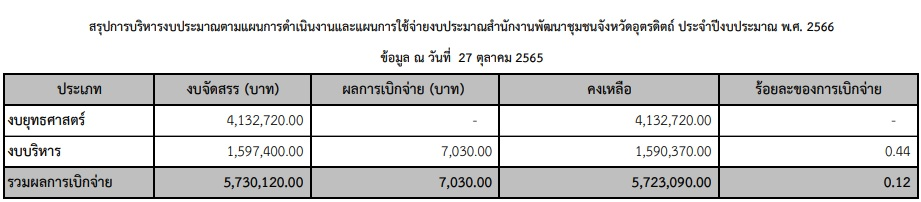 สรุปการบริหารงบประมาณตามแผนการดำเนินงานและแผนการใช้จ่ายงบประมาณสำนักงานพัฒนาชุมชนจังหวัดอุตรดิตถ์ ประจำปีงบประมาณ พ.ศ. 2566
ข้อมูล ณ วันที่ 27 ตุลาคม 2565
ประเภท งบจัดสรร (บาท) ผลการเบิกจ่าย (บาท) คงเหลือ ร้อยละของการเบิกจ่าย
งบยุทธศาสตร์ 4,132,720.00 - 4,132,720.00 -
งบบริหาร 1,597,400.00 7,030.00 1,590,370.00 0.44
รวมผลการเบิกจ่าย 5,730,120.00 7,030.00 5,723,090.00 0.12